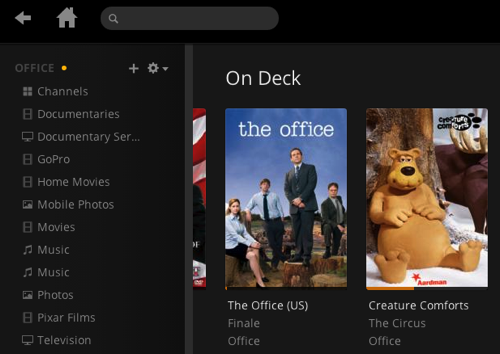 OFFICE
Channels
Documentaries
Documentary Ser...
GoPro
Home Movies
Mobile Photos
Movies
Music
Music
Photos
Pixar Films
Television
On Deck
the office
creature comforts
Aardman
The Office (US)
Finale
Office
Creature Comforts
The Circus
Office